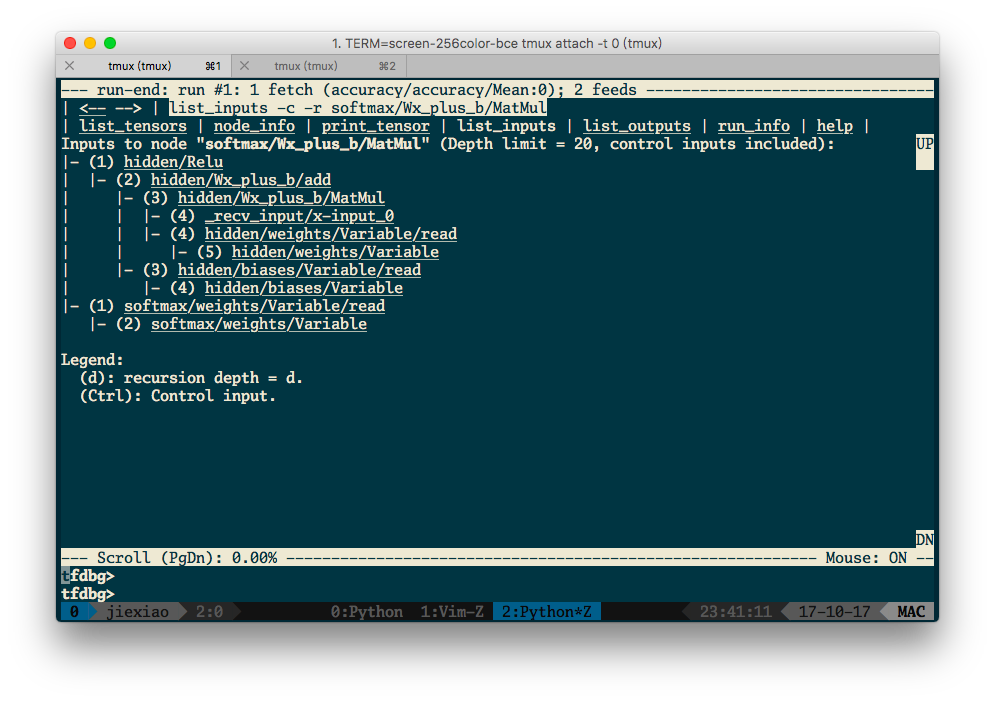 1. TERM=screen-256color-bce tmux attach -t 0 (tmux)
tmux (tmux) ⌘1 tmux (tmux) ⌘2
--- run-end: run #1: 1 fetch (accuracy/accuracy/Mean:0); 2 feeds --------------------------------
| <-- --> | list_inputs -c -r softmax/Wx_plus_b/MatMul
| list_tensors | node_info | print_tensor | list_inputs | list_outputs | run_info | help |
Inputs to node "softmax/Wx_plus_b/MatMul" (Depth limit = 20, control inputs included): UP
|- (1) hidden/Relu
|  |- (2) hidden/Wx_plus_b/add
|     |- (3) hidden/Wx_plus_b/MatMul
|     |  |- (4) _recv_input/x-input_0
|     |  |- (4) hidden/weights/Variable/read
|     |     |- (5) hidden/weights/Variable
|     |- (3) hidden/biases/Variable/read
|        |- (4) hidden/biases/Variable
|- (1) softmax/weights/Variable/read
   |- (2) softmax/weights/Variable
Legend:
  (d): recursion depth = d.
  (Ctrl): Control input.
DN
--- Scroll (PgDn): 0.00% ----------------------------------------------------------- Mouse: ON --
tfdbg>
tfdbg>
0 jiexiao 2:0 0:Python 1:Vim-Z 2:Python*Z 23:41:11 17-10-17 MAC